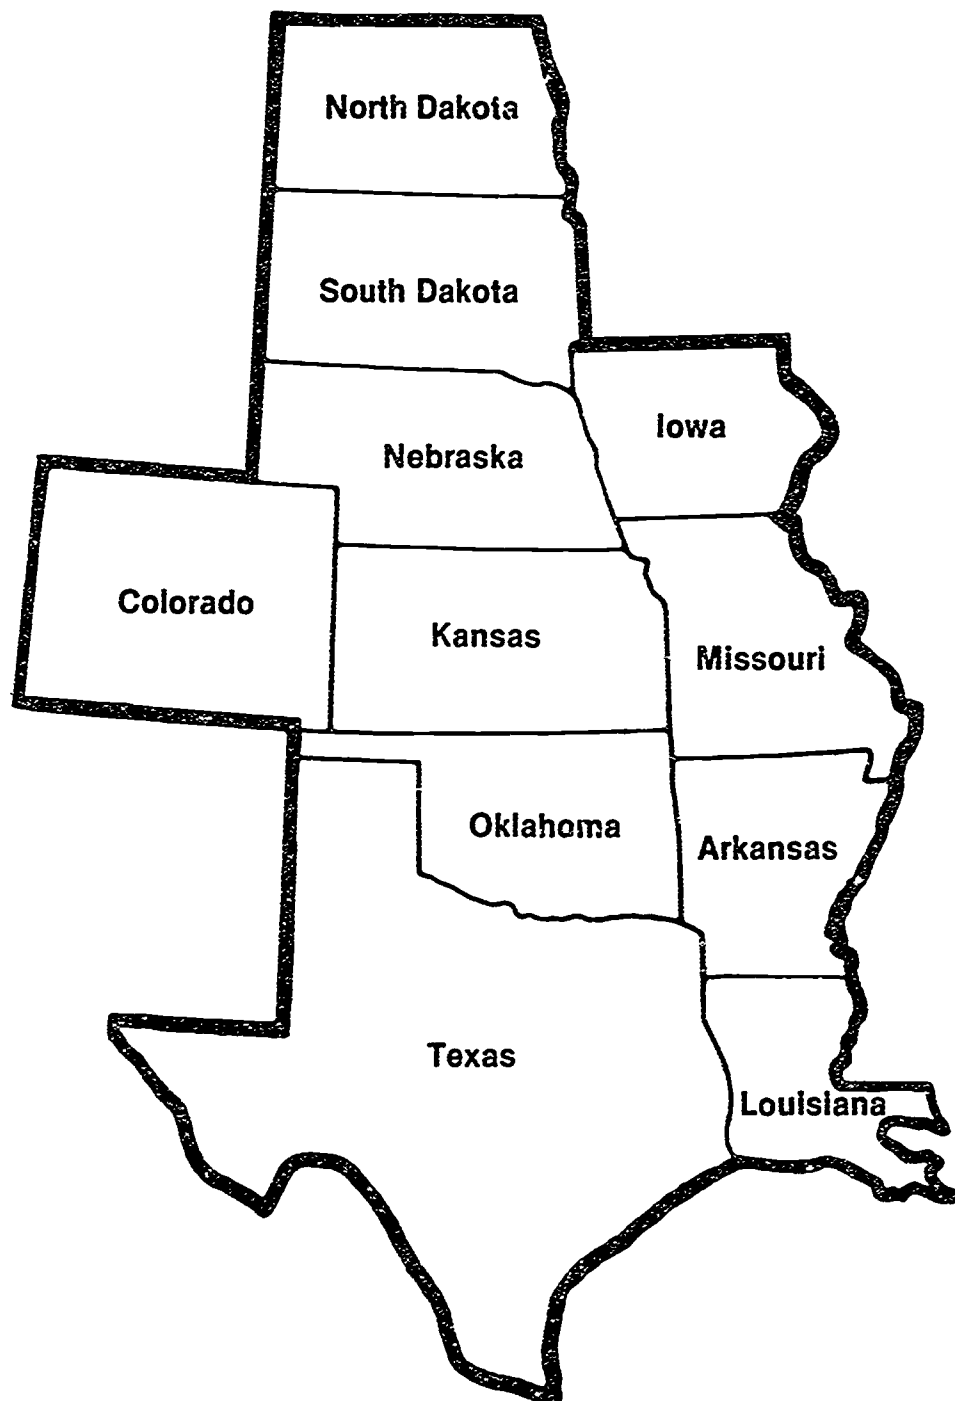 North Dakota
South Dakota
Iowa
Nebraska
Colorado
Kansas
Missouri
Oklahoma
Arkansas
Texas
Louisiana